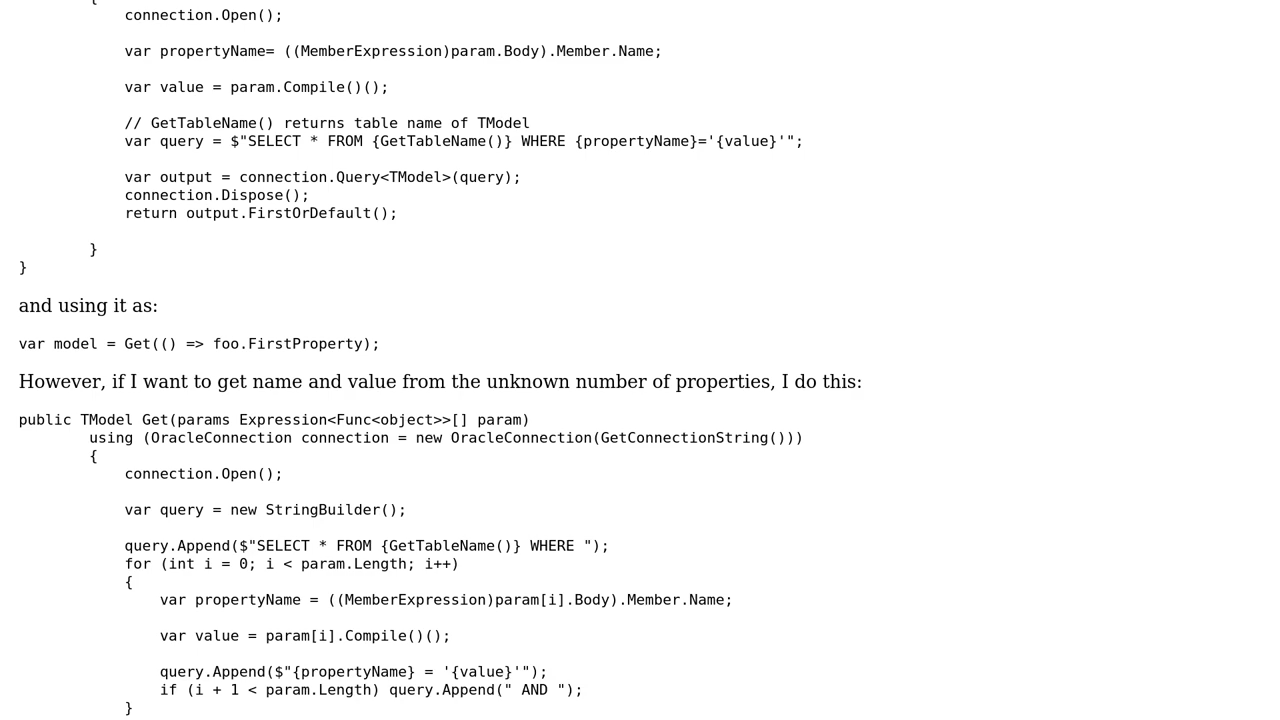 {
connection.Open();
var propertyName= ((MemberExpression)param.Body).Member.Name;
var value = param.Compile()();
// GetTableName() returns table name of TModel
var query = $"SELECT * FROM {GetTableName()} WHERE {propertyName}='{value}'";
var output = connection.Query<TModel>(query);
connection.Dispose();
return output.FirstOrDefault();
}
}
and using it as:
var model = Get(() => foo.FirstProperty);
However, if I want to get name and value from the unknown number of properties, I do this:
public TModel Get(params Expression<Func<object>>[] param)
using (OracleConnection connection = new OracleConnection(GetConnectionString()))
{
connection.Open();
var query = new StringBuilder();
query.Append($"SELECT * FROM {GetTableName()} WHERE ");
for (int i = 0; i < param.Length; i++)
{
var propertyName = ((MemberExpression)param[i].Body).Member.Name;
var value = param[i].Compile()();
query.Append($"{propertyName} = '{value}'");
if (i + 1 < param.Length) query.Append(" AND ");
}